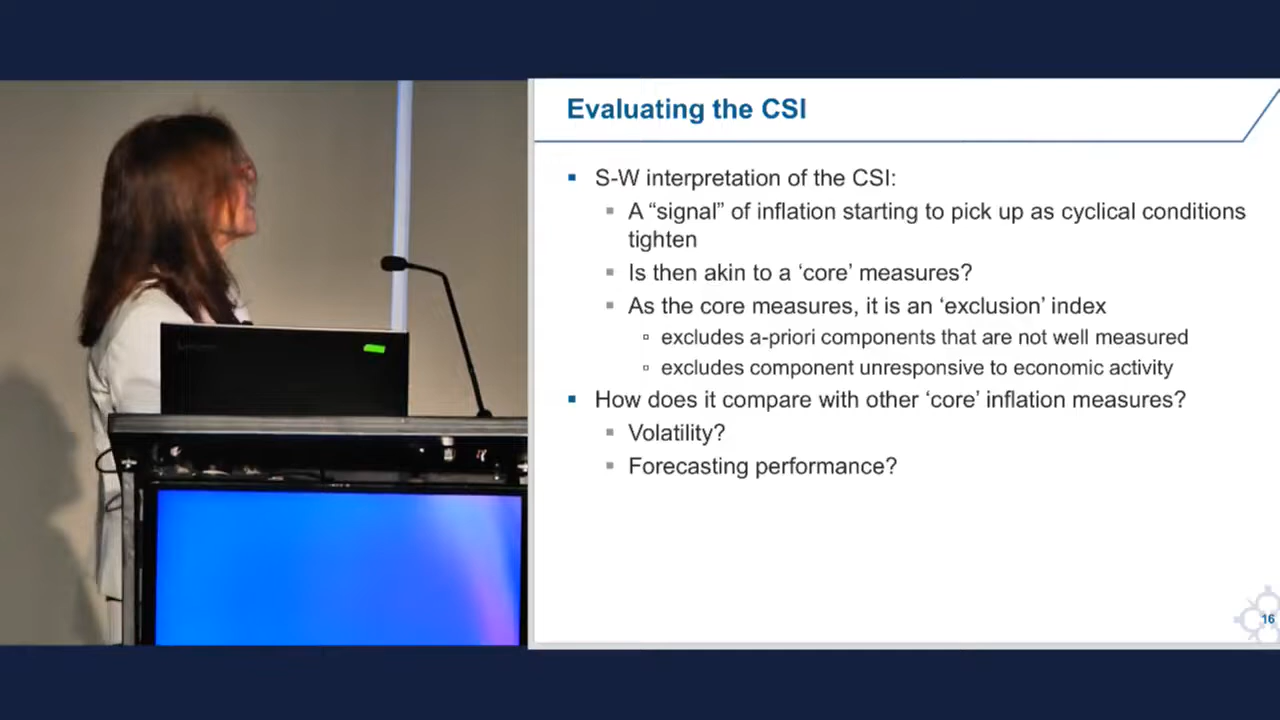 Evaluating the CSI
S-W interpretation of the CSI:
A “signal” of inflation starting to pick up as cyclical conditions
tighten
Is then akin to a ‘core’ measures?
As the core measures, it is an ‘exclusion’ index
excludes a-priori components that are not well measured
excludes component unresponsive to economic activity
How does it compare with other ‘core’ inflation measures?
Volatility?
Forecasting performance?
16